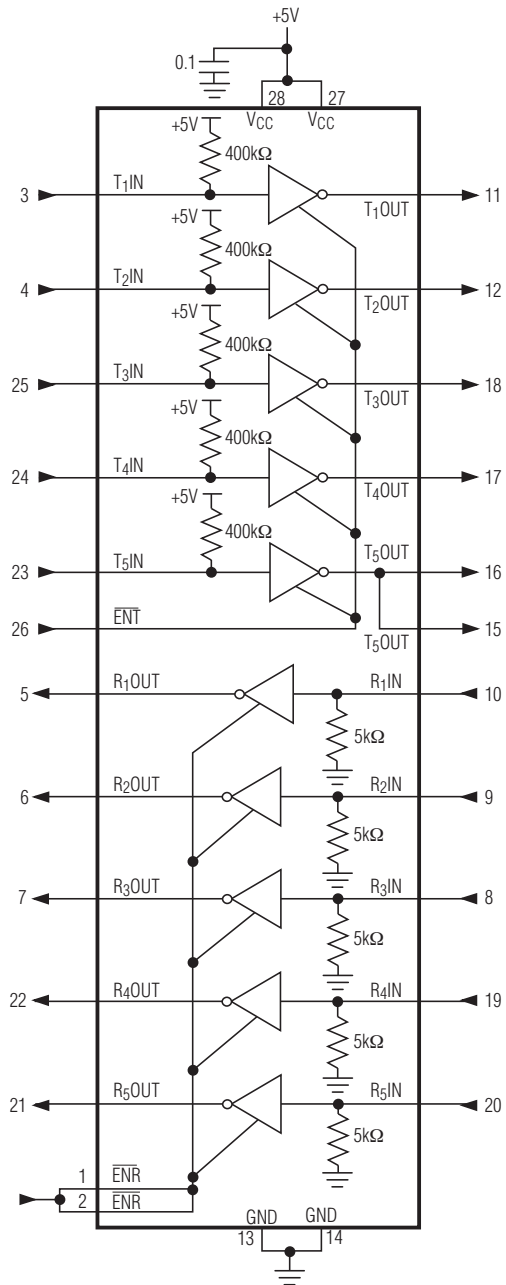 +5V
0.1
28 27
VCC VCC
+5V
400kΩ
3 T1IN T1OUT 11
+5V
400kΩ
4 T2IN T2OUT 12
+5V
400kΩ
25 T3IN T3OUT 18
+5V
400kΩ
24 T4IN T4OUT 17
+5V
400kΩ
23 T5IN T5OUT 16
26 ENT T5OUT 15
5 R1OUT R1IN 10
5kΩ
6 R2OUT R2IN 9
5kΩ
7 R3OUT R3IN 8
5kΩ
22 R4OUT R4IN 19
5kΩ
21 R5OUT R5IN 20
5kΩ
1 ENR
2 ENR
GND GND
13 14